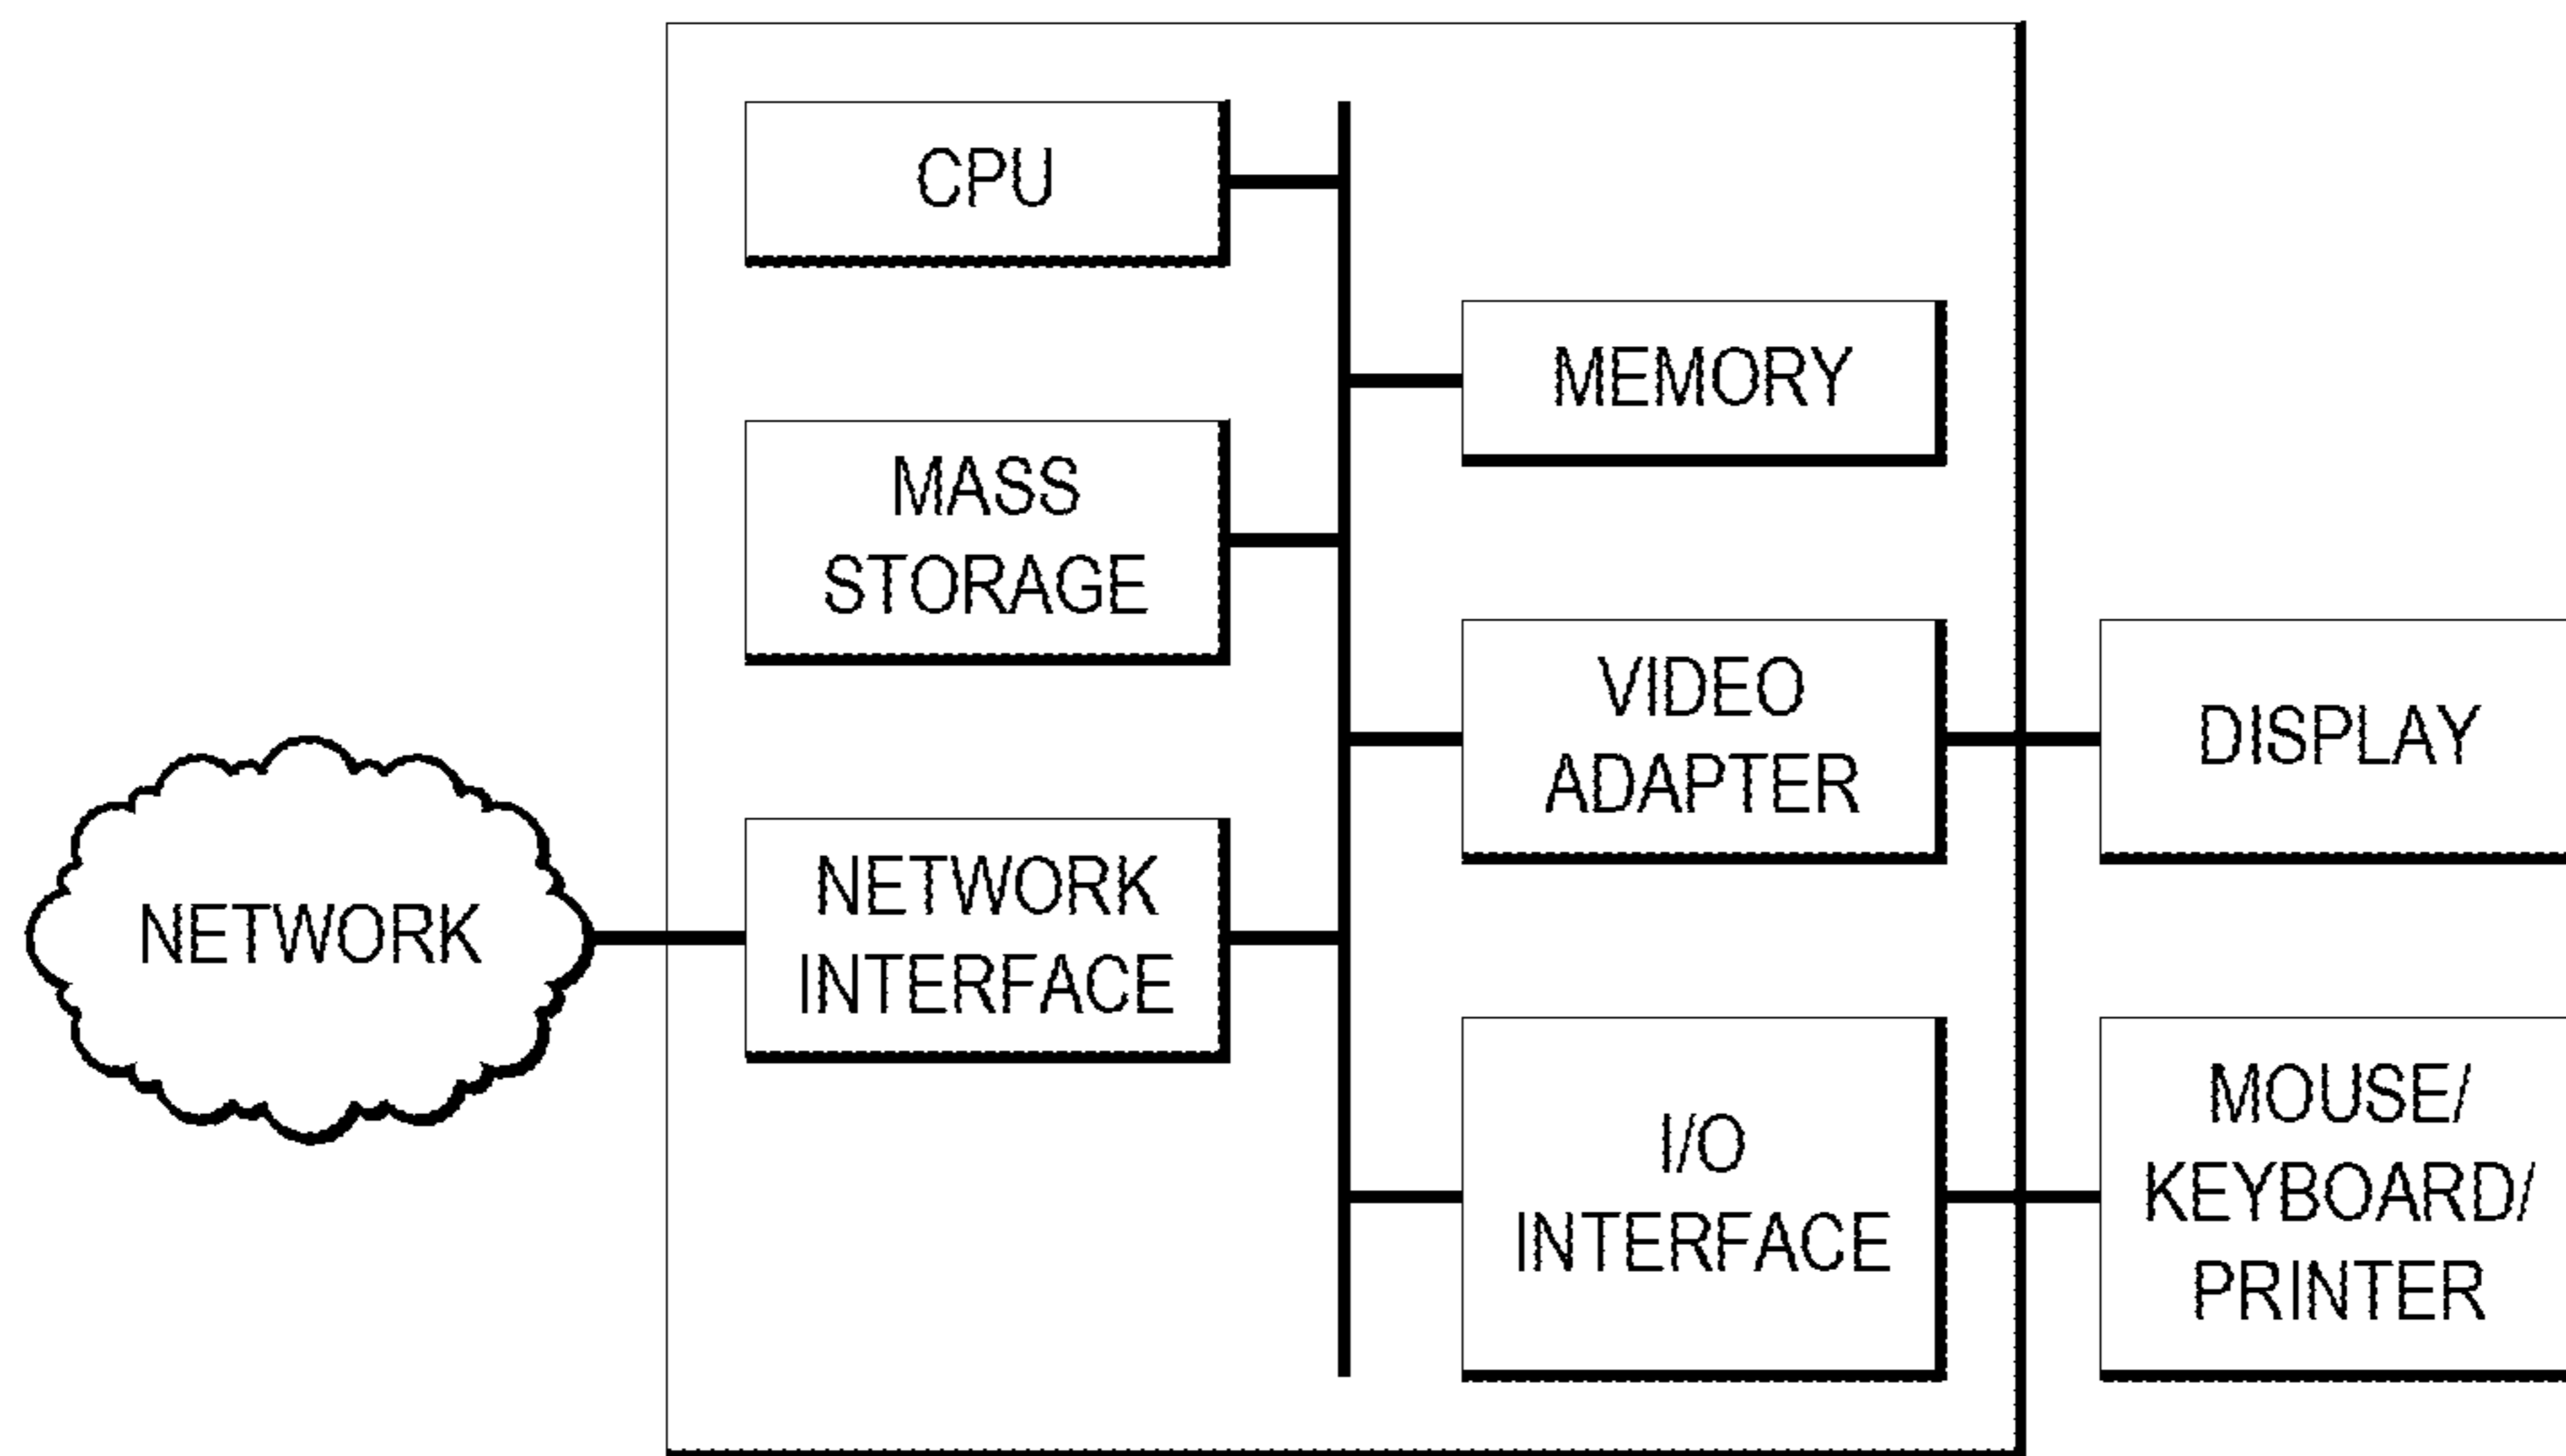 CPU
MEMORY
MASS
STORAGE
VIDEO
ADAPTER
DISPLAY
NETWORK
NETWORK
INTERFACE
I/O
INTERFACE
MOUSE/
KEYBOARD/
PRINTER